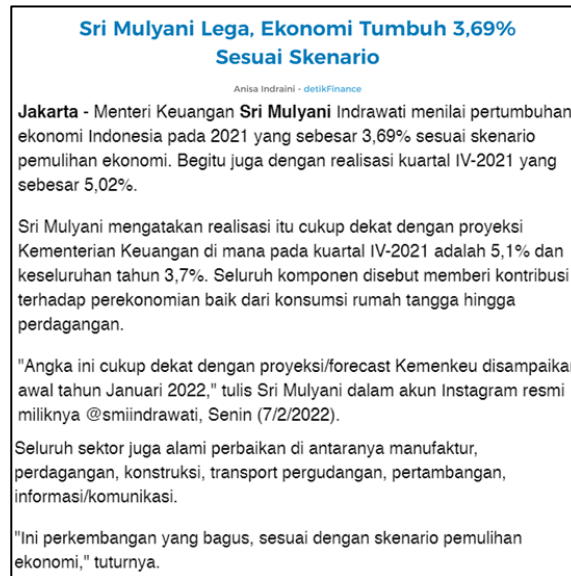 Sri Mulyani Lega, Ekonomi Tumbuh 3,69%
Sesuai Skenario
Anisa Indraini - detikFinance
Jakarta - Menteri Keuangan Sri Mulyani Indrawati menilai pertumbuhan
ekonomi Indonesia pada 2021 yang sebesar 3,69% sesuai skenario
pemulihan ekonomi. Begitu juga dengan realisasi kuartal IV-2021 yang
sebesar 5,02%.
Sri Mulyani mengatakan realisasi itu cukup dekat dengan proyeksi
Kementerian Keuangan di mana pada kuartal IV-2021 adalah 5,1% dan
keseluruhan tahun 3,7%. Seluruh komponen disebut memberi kontribusi
terhadap perekonomian baik dari konsumsi rumah tangga hingga
perdagangan.
"Angka ini cukup dekat dengan proyeksi/forecast Kemenkeu disampaikan
awal tahun Januari 2022," tulis Sri Mulyani dalam akun Instagram resmi
miliknya @smiindrawati, Senin (7/2/2022).
Seluruh sektor juga alami perbaikan di antaranya manufaktur,
perdagangan, konstruksi, transport pergudangan, pertambangan,
informasi/komunikasi.
"Ini perkembangan yang bagus, sesuai dengan skenario pemulihan
ekonomi," tuturnya.